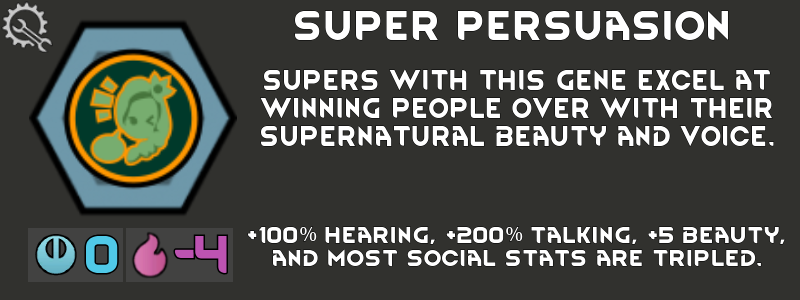 SUPER PERSUASION
SUPERS WITH THIS GENE EXCEL AT
WINNING PEOPLE OVER WITH THEIR
SUPERNATURAL BEAUTY AND VOICE.
+100% HEARING, +200% TALKING, +5 BEAUTY,
AND MOST SOCIAL STATS ARE TRIPLED.
0 -4